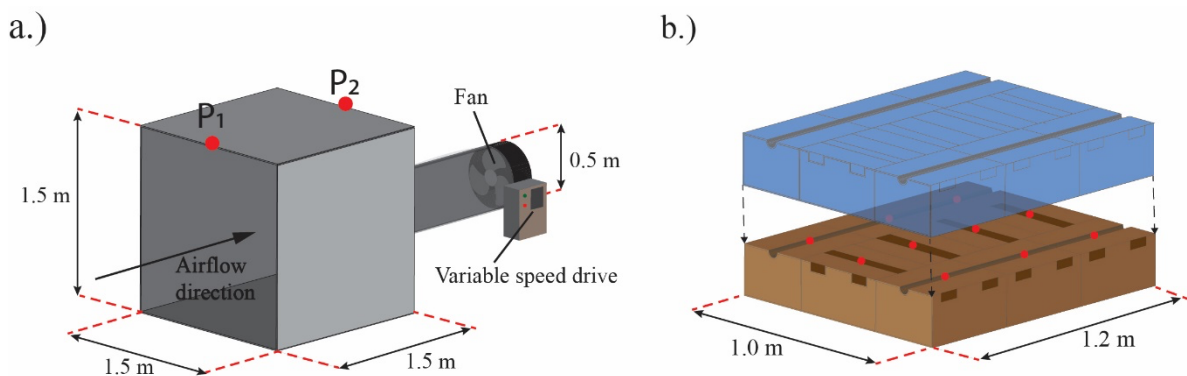 a.)
P₁
P₂
Fan
0.5 m
1.5 m
Airflow
direction
Variable speed drive
1.5 m
1.5 m
b.)
1.0 m
1.2 m